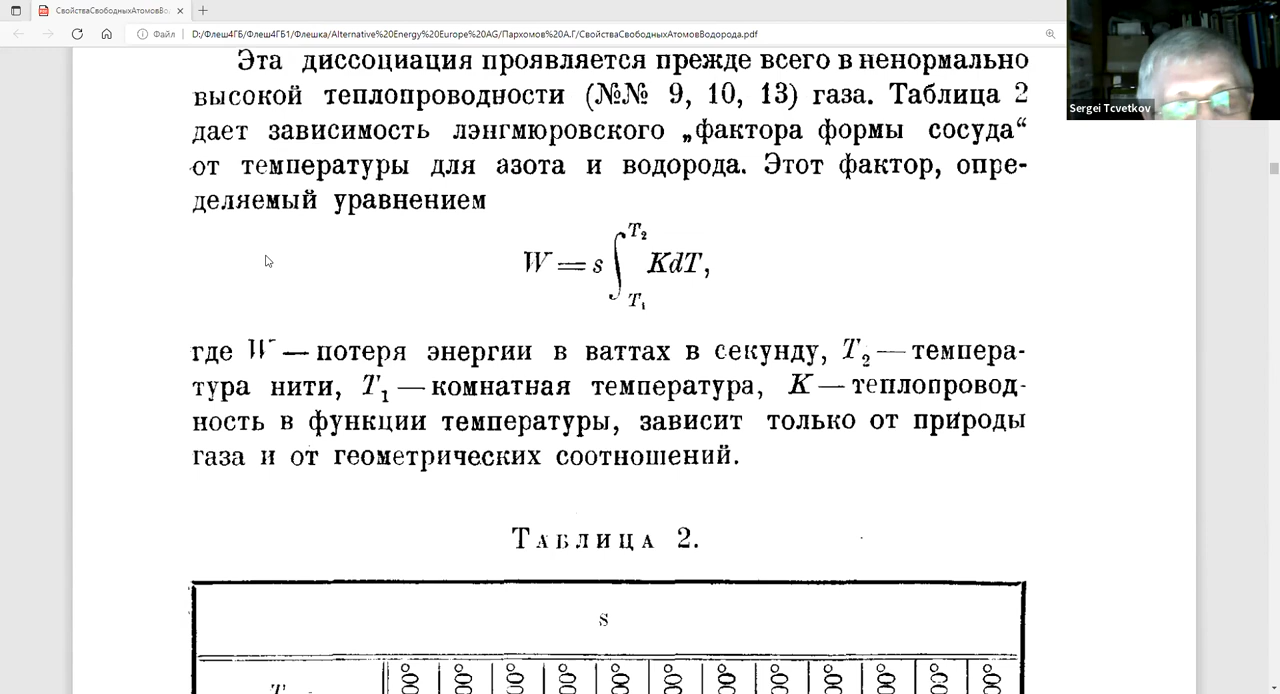 СвойстваСвободныхАтомовВо
Файл
D:/Флеш4ГБ/Флеш4ГБ1/Флешка/Alternative%20Energy%20Europe%20AG/Пархомов%20А.Г/СвойстваСвободныхАтомовВодорода.pdf
Sergei Tcvetkov
Эта диссоциация проявляется прежде всего в ненормально
высокой теплопроводности (№№ 9, 10, 13) газа. Таблица 2
дает зависимость лэнгмюровского „фактора формы сосуда“
от температуры для азота и водорода. Этот фактор, опре-
деляемый уравнением
W = s ∫_{T₁}^{T₂} KdT,
где W — потеря энергии в ваттах в секунду, T₂ — темпера-
тура нити, T₁ — комнатная температура, K — теплопровод-
ность в функции температуры, зависит только от природы
газа и от геометрических соотношений.
Таблица 2.
s